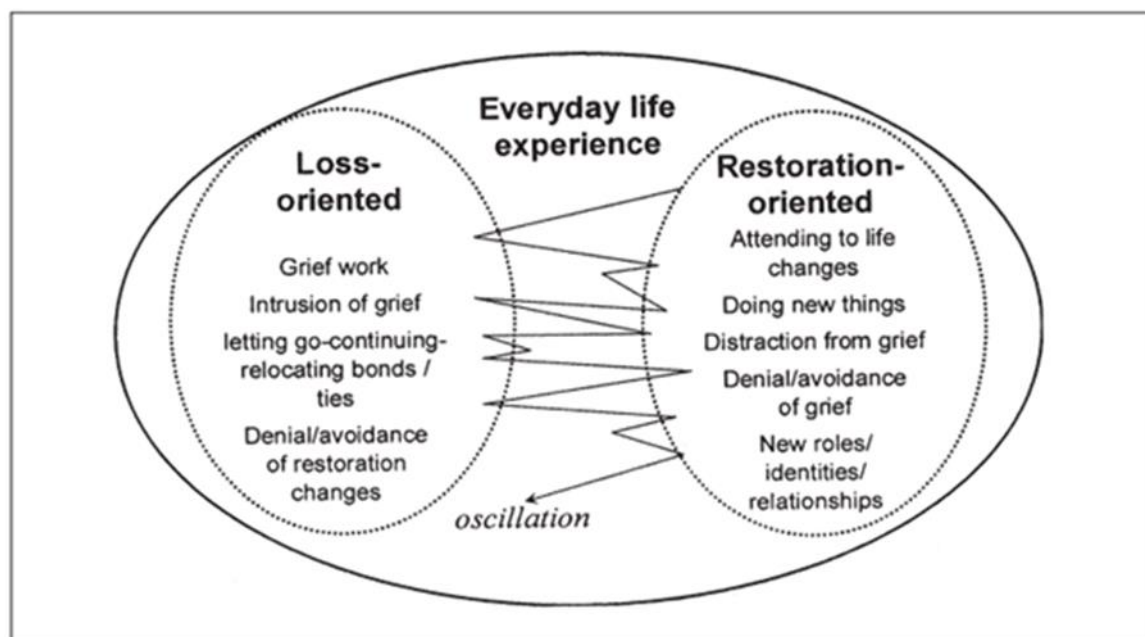 Everyday life
experience
Loss-
oriented
Grief work
Intrusion of grief
letting go-continuing-
relocating bonds /
ties
Denial/avoidance
of restoration
changes
Restoration-
oriented
Attending to life
changes
Doing new things
Distraction from grief
Denial/avoidance
of grief
New roles/
identities/
relationships
oscillation